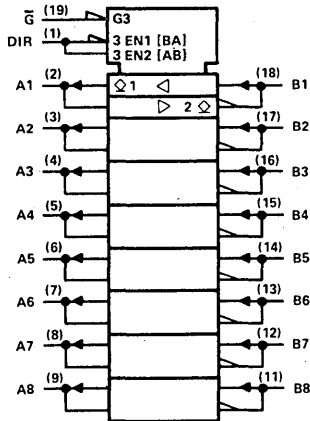 G̅ (19) G3
DIR (1) 3 EN1 [BA]
3 EN2 [AB]
A1 (2) ◇ 1 ◁ (18) B1
▷ 2 ◇
A2 (3) (17) B2
A3 (4) (16) B3
A4 (5) (15) B4
A5 (6) (14) B5
A6 (7) (13) B6
A7 (8) (12) B7
A8 (9) (11) B8